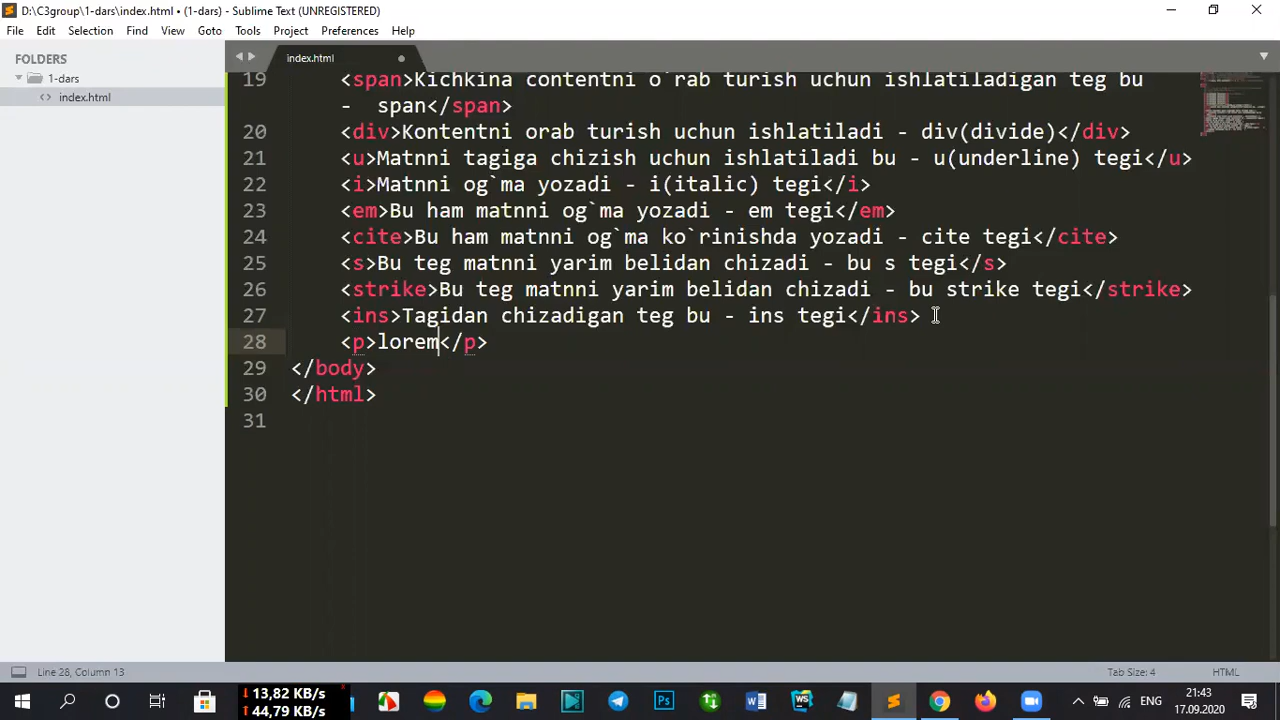 D:\C3group\1-dars\index.html • (1-dars) - Sublime Text (UNREGISTERED)
File Edit Selection Find View Goto Tools Project Preferences Help
FOLDERS
1-dars
index.html
index.html
19 <span>Kichkina contentni o`rab turish uchun ishlatiladigan teg bu
-  span</span>
20 <div>Kontentni orab turish uchun ishlatiladi - div(divide)</div>
21 <u>Matnni tagiga chizish uchun ishlatiladi bu - u(underline) tegi</u>
22 <i>Matnni og`ma yozadi - i(italic) tegi</i>
23 <em>Bu ham matnni og`ma yozadi - em tegi</em>
24 <cite>Bu ham matnni og`ma ko`rinishda yozadi - cite tegi</cite>
25 <s>Bu teg matnni yarim belidan chizadi - bu s tegi</s>
26 <strike>Bu teg matnni yarim belidan chizadi - bu strike tegi</strike>
27 <ins>Tagidan chizadigan teg bu - ins tegi</ins>
28 <p>lorem</p>
29 </body>
30 </html>
31
Line 28, Column 13
Tab Size: 4
HTML
13,82 KB/s
44,79 KB/s
ENG
21:43
17.09.2020